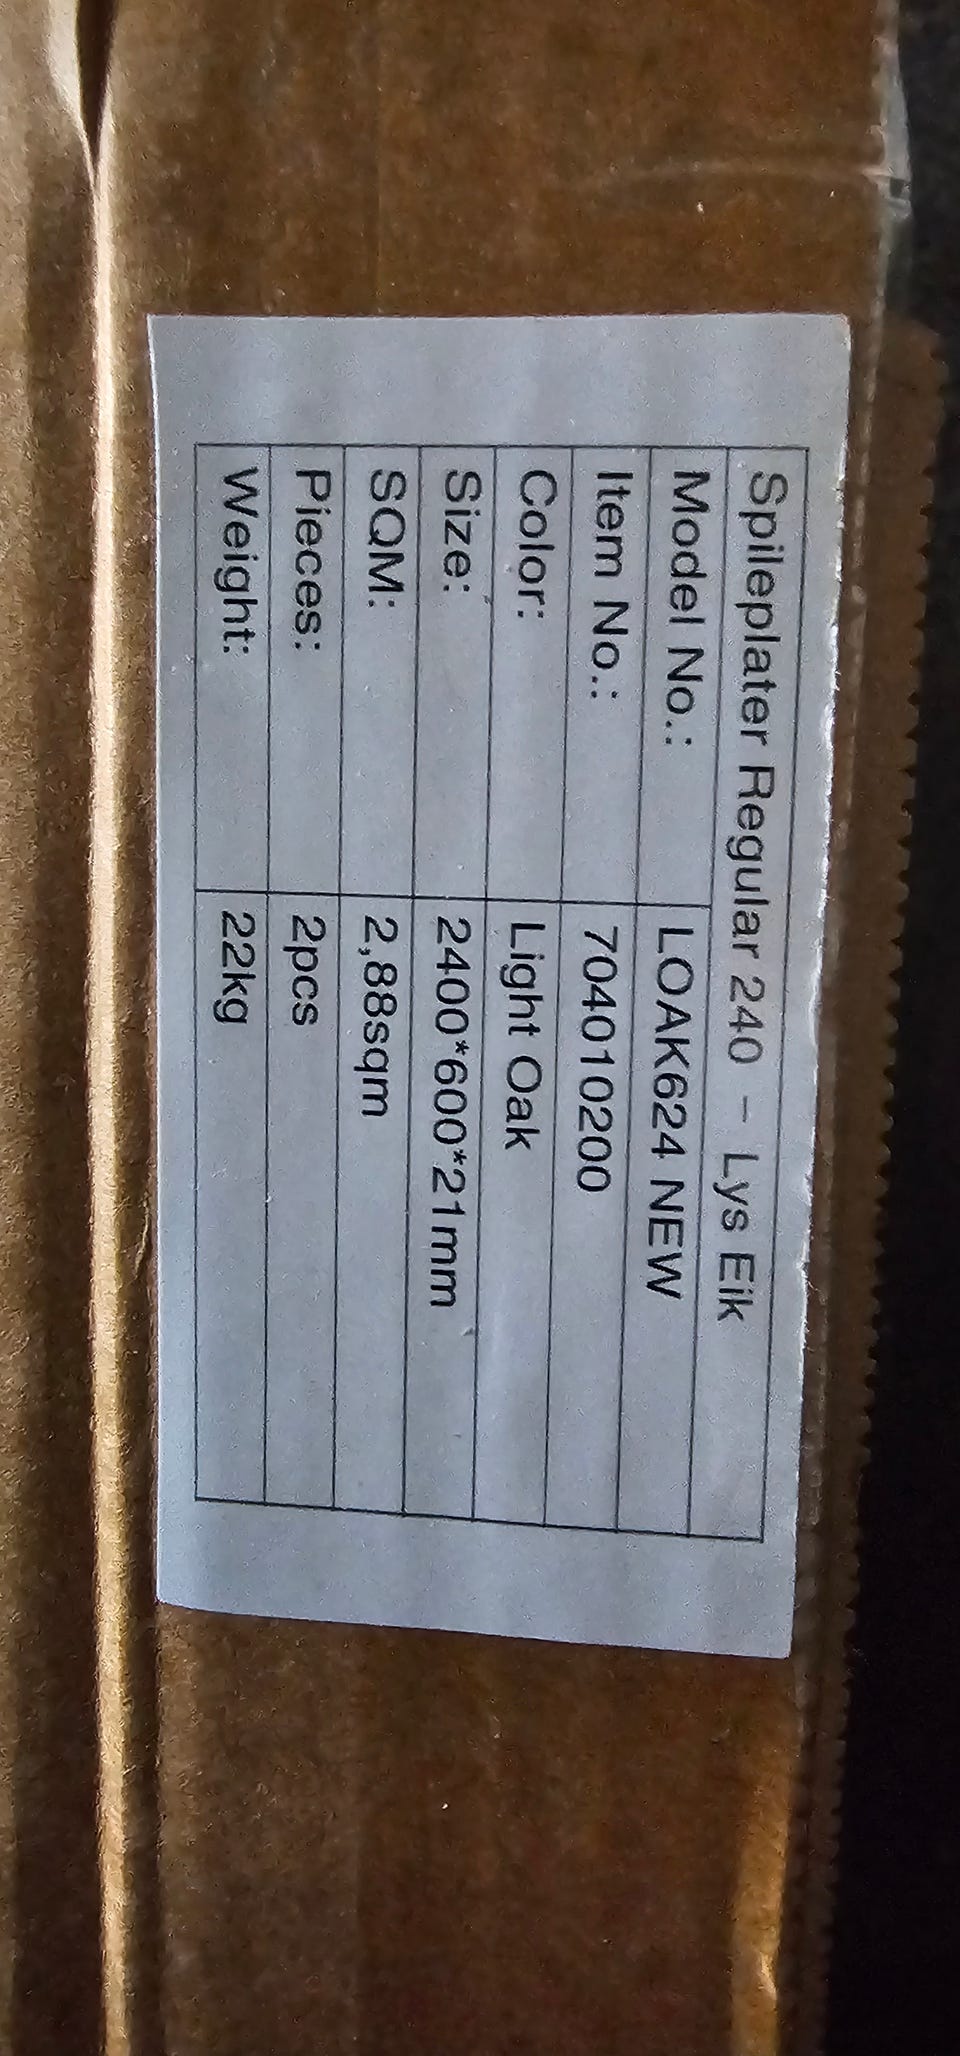 Spileplater Regular 240 - Lys Eik
Model No.: LOAK624 NEW
Item No.: 704010200
Color: Light Oak
Size: 2400*600*21mm
SQM: 2,88sqm
Pieces: 2pcs
Weight: 22kg